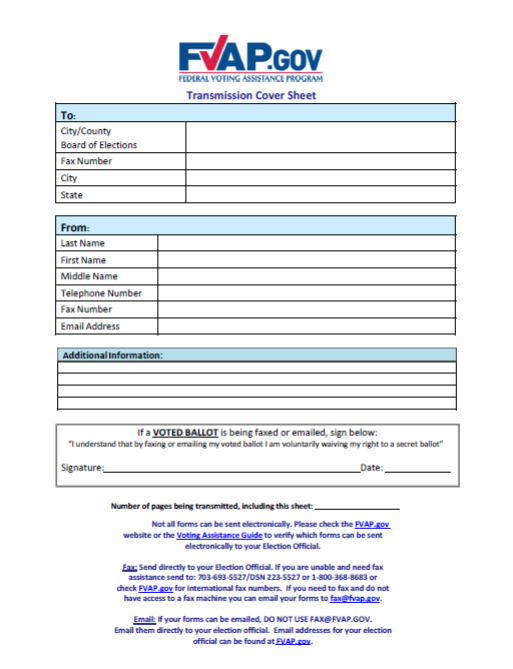 FVAP.GOV
FEDERAL VOTING ASSISTANCE PROGRAM
Transmission Cover Sheet
To:
City/County
Board of Elections
Fax Number
City
State
From:
Last Name
First Name
Middle Name
Telephone Number
Fax Number
Email Address
Additional Information:
If a VOTED BALLOT is being faxed or emailed, sign below:
"I understand that by faxing or emailing my voted ballot I am voluntarily waiving my right to a secret ballot"
Signature: Date:
Number of pages being transmitted, including this sheet:
Not all forms can be sent electronically. Please check the FVAP.gov
website or the Voting Assistance Guide to verify which forms can be sent
electronically to your Election Official.
Fax: Send directly to your Election Official. If you are unable and need fax
assistance send to: 703-693-5527/DSN 223-5527 or 1-800-368-8683 or
check FVAP.gov for international fax numbers. If you need to fax and do not
have access to a fax machine you can email your forms to fax@fvap.gov.
Email: If your forms can be emailed, DO NOT USE FAX@FVAP.GOV.
Email them directly to your election official. Email addresses for your election
official can be found at FVAP.gov.